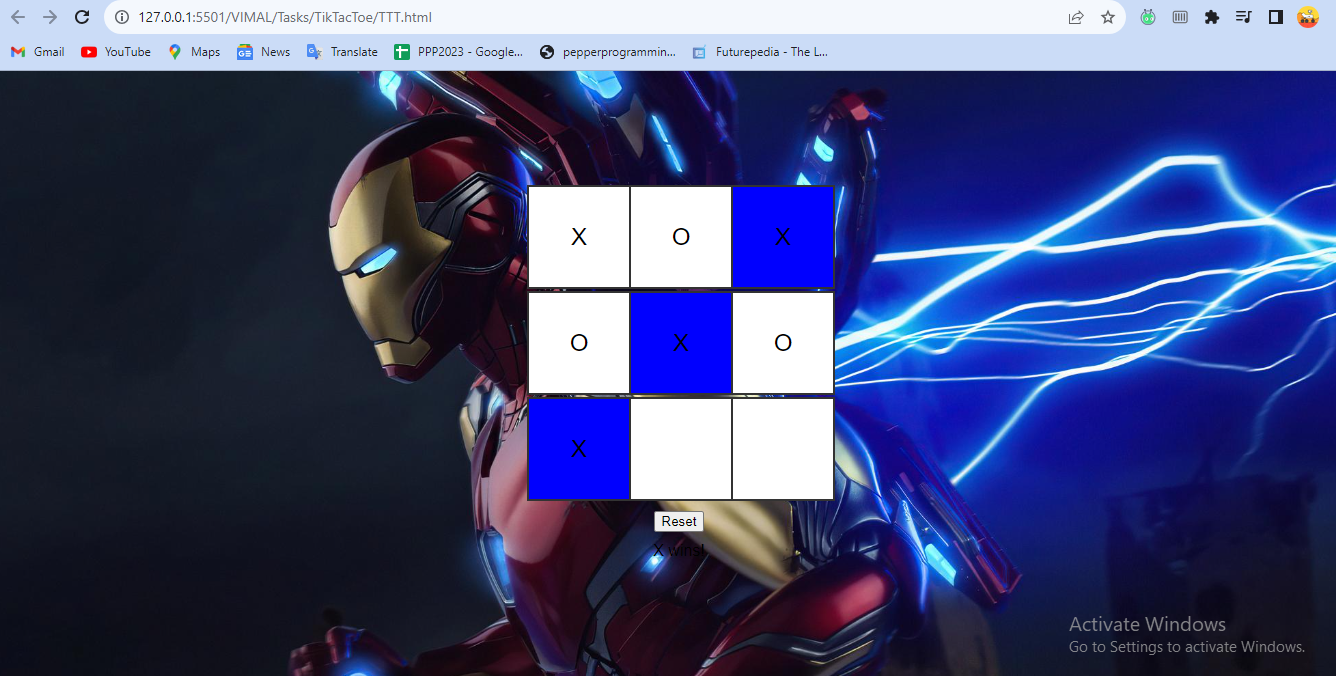 127.0.0.1:5501/VIMAL/Tasks/TikTacToe/TTT.html
Gmail YouTube Maps News Translate PPP2023 - Google... pepperprogrammin... Futurepedia - The L...
X O X
O X O
X
Reset
X wins!
Activate Windows
Go to Settings to activate Windows.